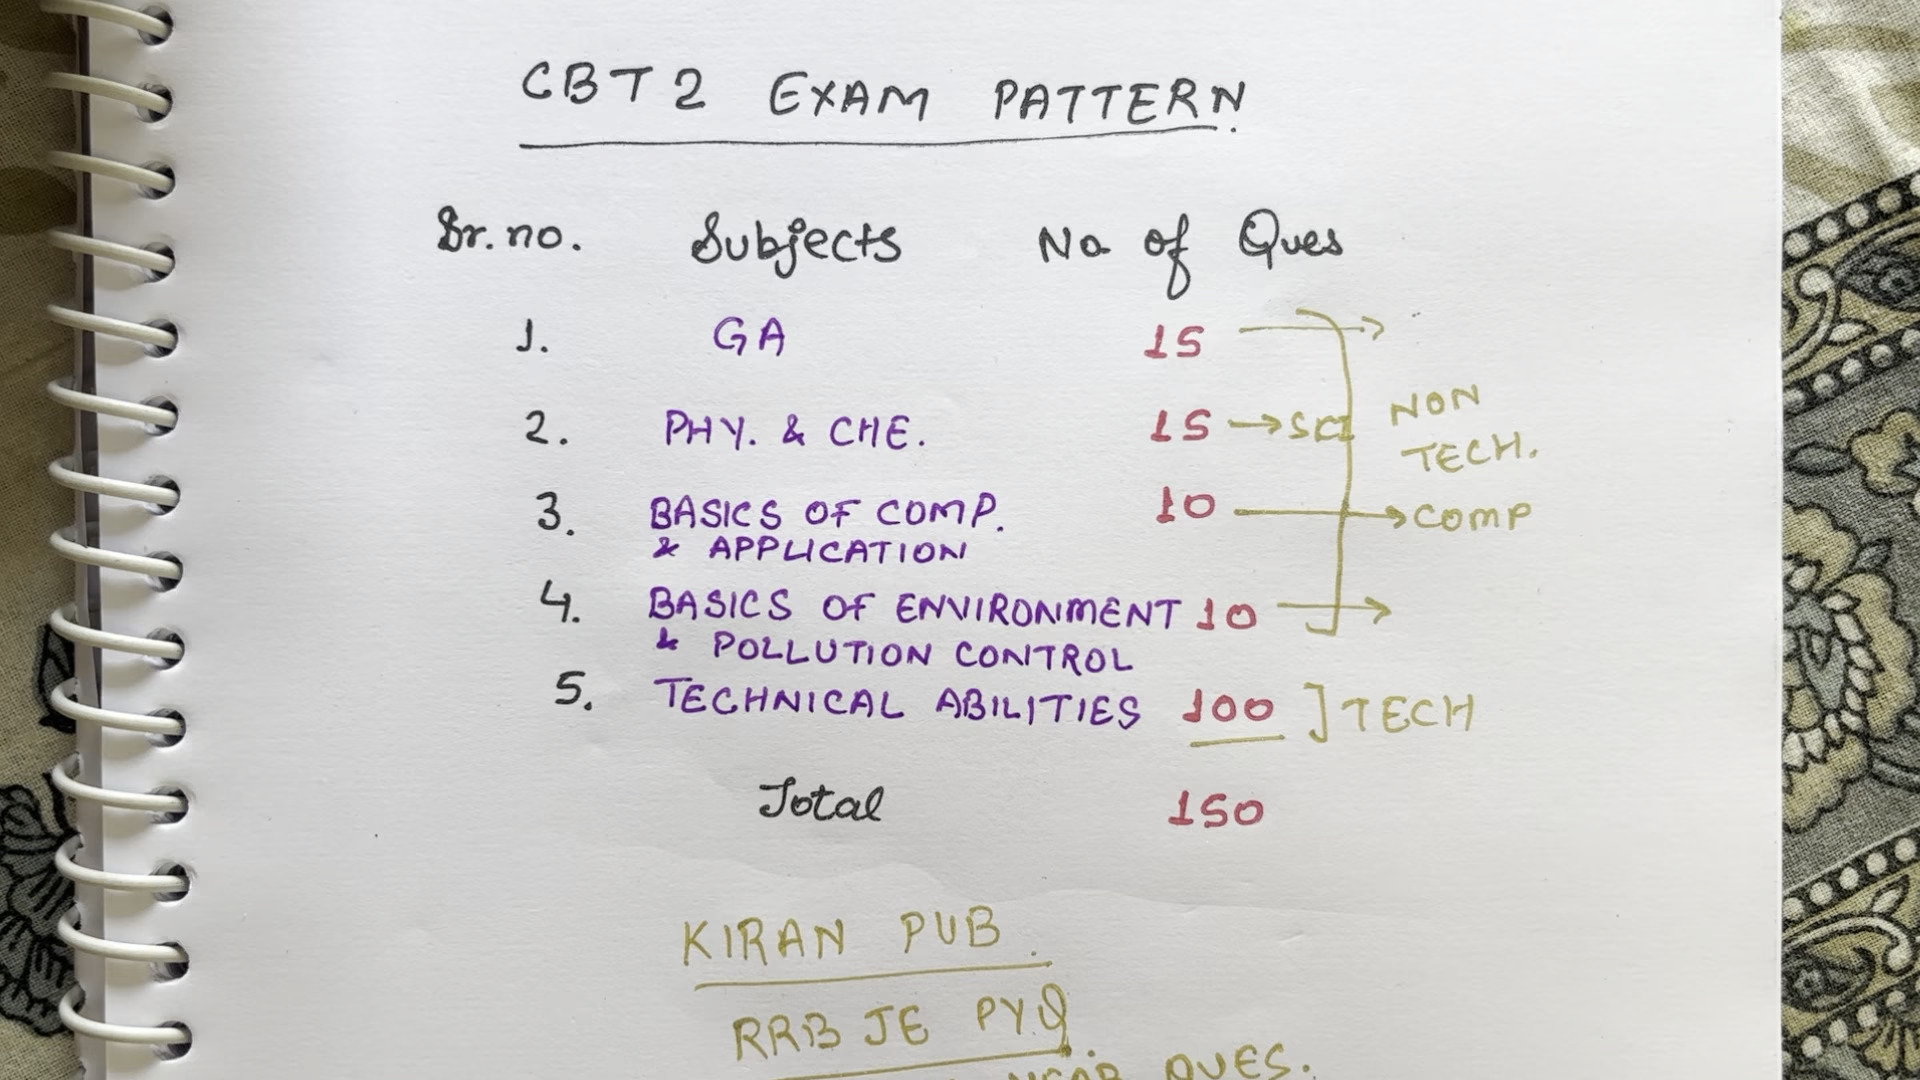 CBT 2 EXAM PATTERN.
Sr. no. Subjects No of Ques
1. GA 15
2. PHY. & CHE. 15 → SCI
NON
TECH.
3. BASICS OF COMP. 10 → COMP
& APPLICATION
4. BASICS OF ENVIRONMENT 10 →
& POLLUTION CONTROL
5. TECHNICAL ABILITIES 100 ] TECH
Total 150
KIRAN PUB.
RRB JE PYQ.
QUES.